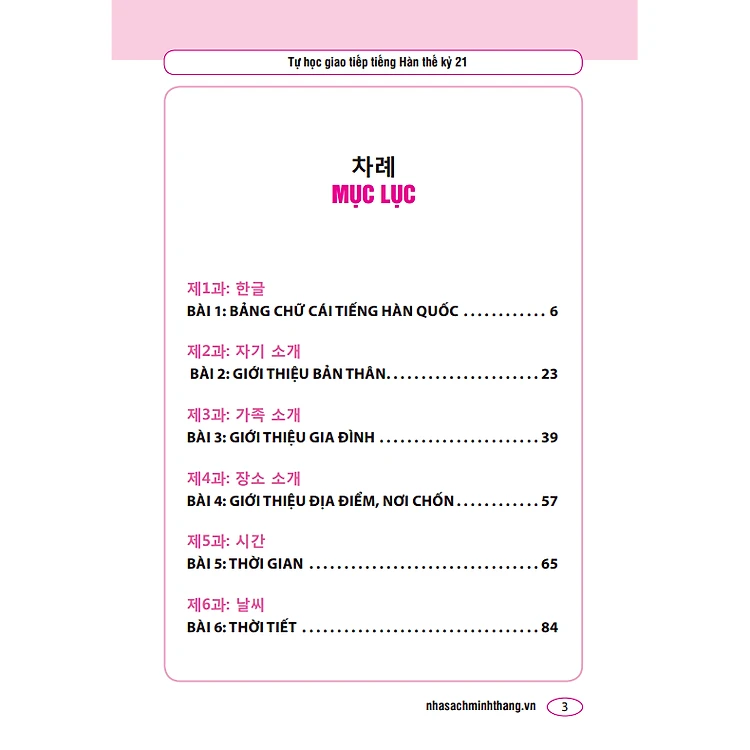 Tự học giao tiếp tiếng Hàn thế kỷ 21
차례
MỤC LỤC
제1과: 한글
BÀI 1: BẢNG CHỮ CÁI TIẾNG HÀN QUỐC ............ 6
제2과: 자기 소개
BÀI 2: GIỚI THIỆU BẢN THÂN....................... 23
제3과: 가족 소개
BÀI 3: GIỚI THIỆU GIA ĐÌNH ........................ 39
제4과: 장소 소개
BÀI 4: GIỚI THIỆU ĐỊA ĐIỂM, NƠI CHỐN............ 57
제5과: 시간
BÀI 5: THỜI GIAN .................................. 65
제6과: 날씨
BÀI 6: THỜI TIẾT ................................... 84
nhasachminhthang.vn 3